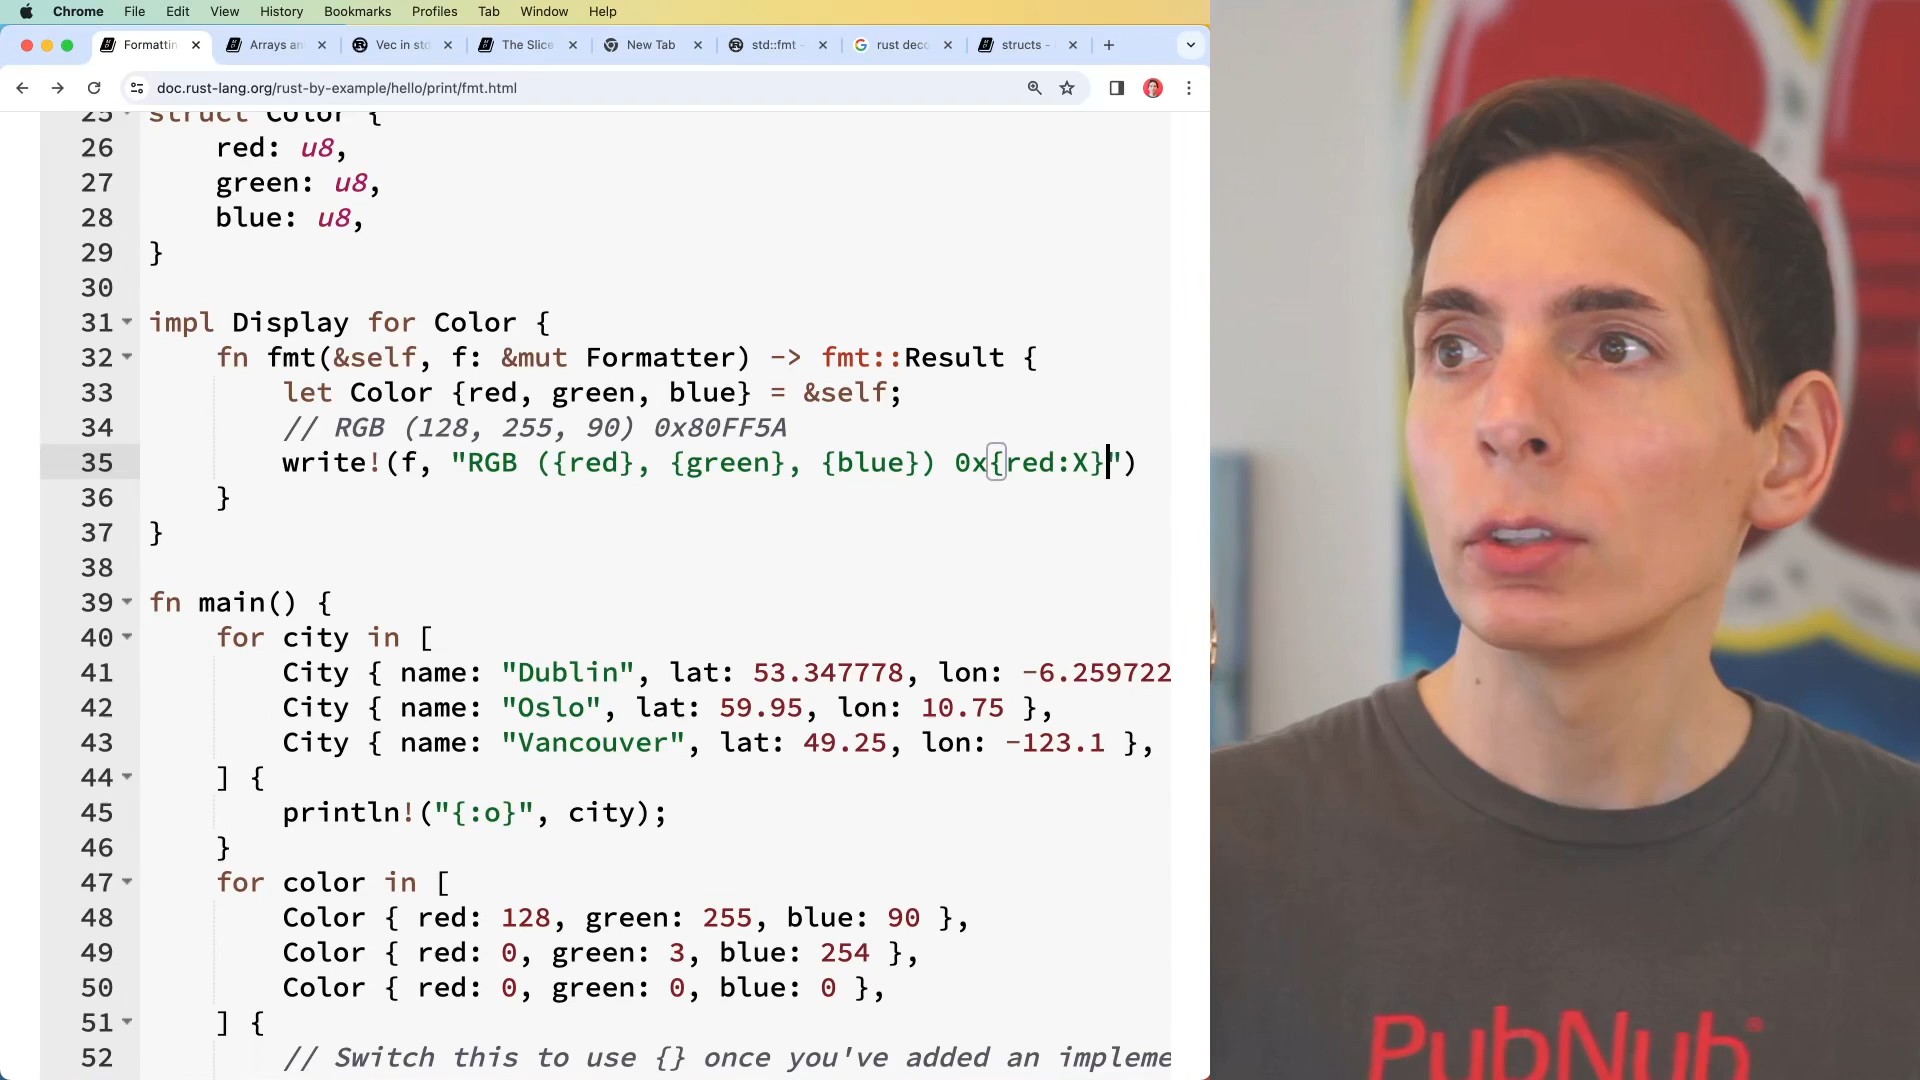 Chrome File Edit View History Bookmarks Profiles Tab Window Help
Formattin Arrays an Vec in std The Slice New Tab std::fmt - rust deco structs -
doc.rust-lang.org/rust-by-example/hello/print/fmt.html
25 struct Color {
26 red: u8,
27 green: u8,
28 blue: u8,
29 }
30
31 impl Display for Color {
32 fn fmt(&self, f: &mut Formatter) -> fmt::Result {
33 let Color {red, green, blue} = &self;
34 // RGB (128, 255, 90) 0x80FF5A
35 write!(f, "RGB ({red}, {green}, {blue}) 0x{red:X}")
36 }
37 }
38
39 fn main() {
40 for city in [
41 City { name: "Dublin", lat: 53.347778, lon: -6.259722
42 City { name: "Oslo", lat: 59.95, lon: 10.75 },
43 City { name: "Vancouver", lat: 49.25, lon: -123.1 },
44 ] {
45 println!("{:o}", city);
46 }
47 for color in [
48 Color { red: 128, green: 255, blue: 90 },
49 Color { red: 0, green: 3, blue: 254 },
50 Color { red: 0, green: 0, blue: 0 },
51 ] {
52 // Switch this to use {} once you've added an impleme
PubNub®